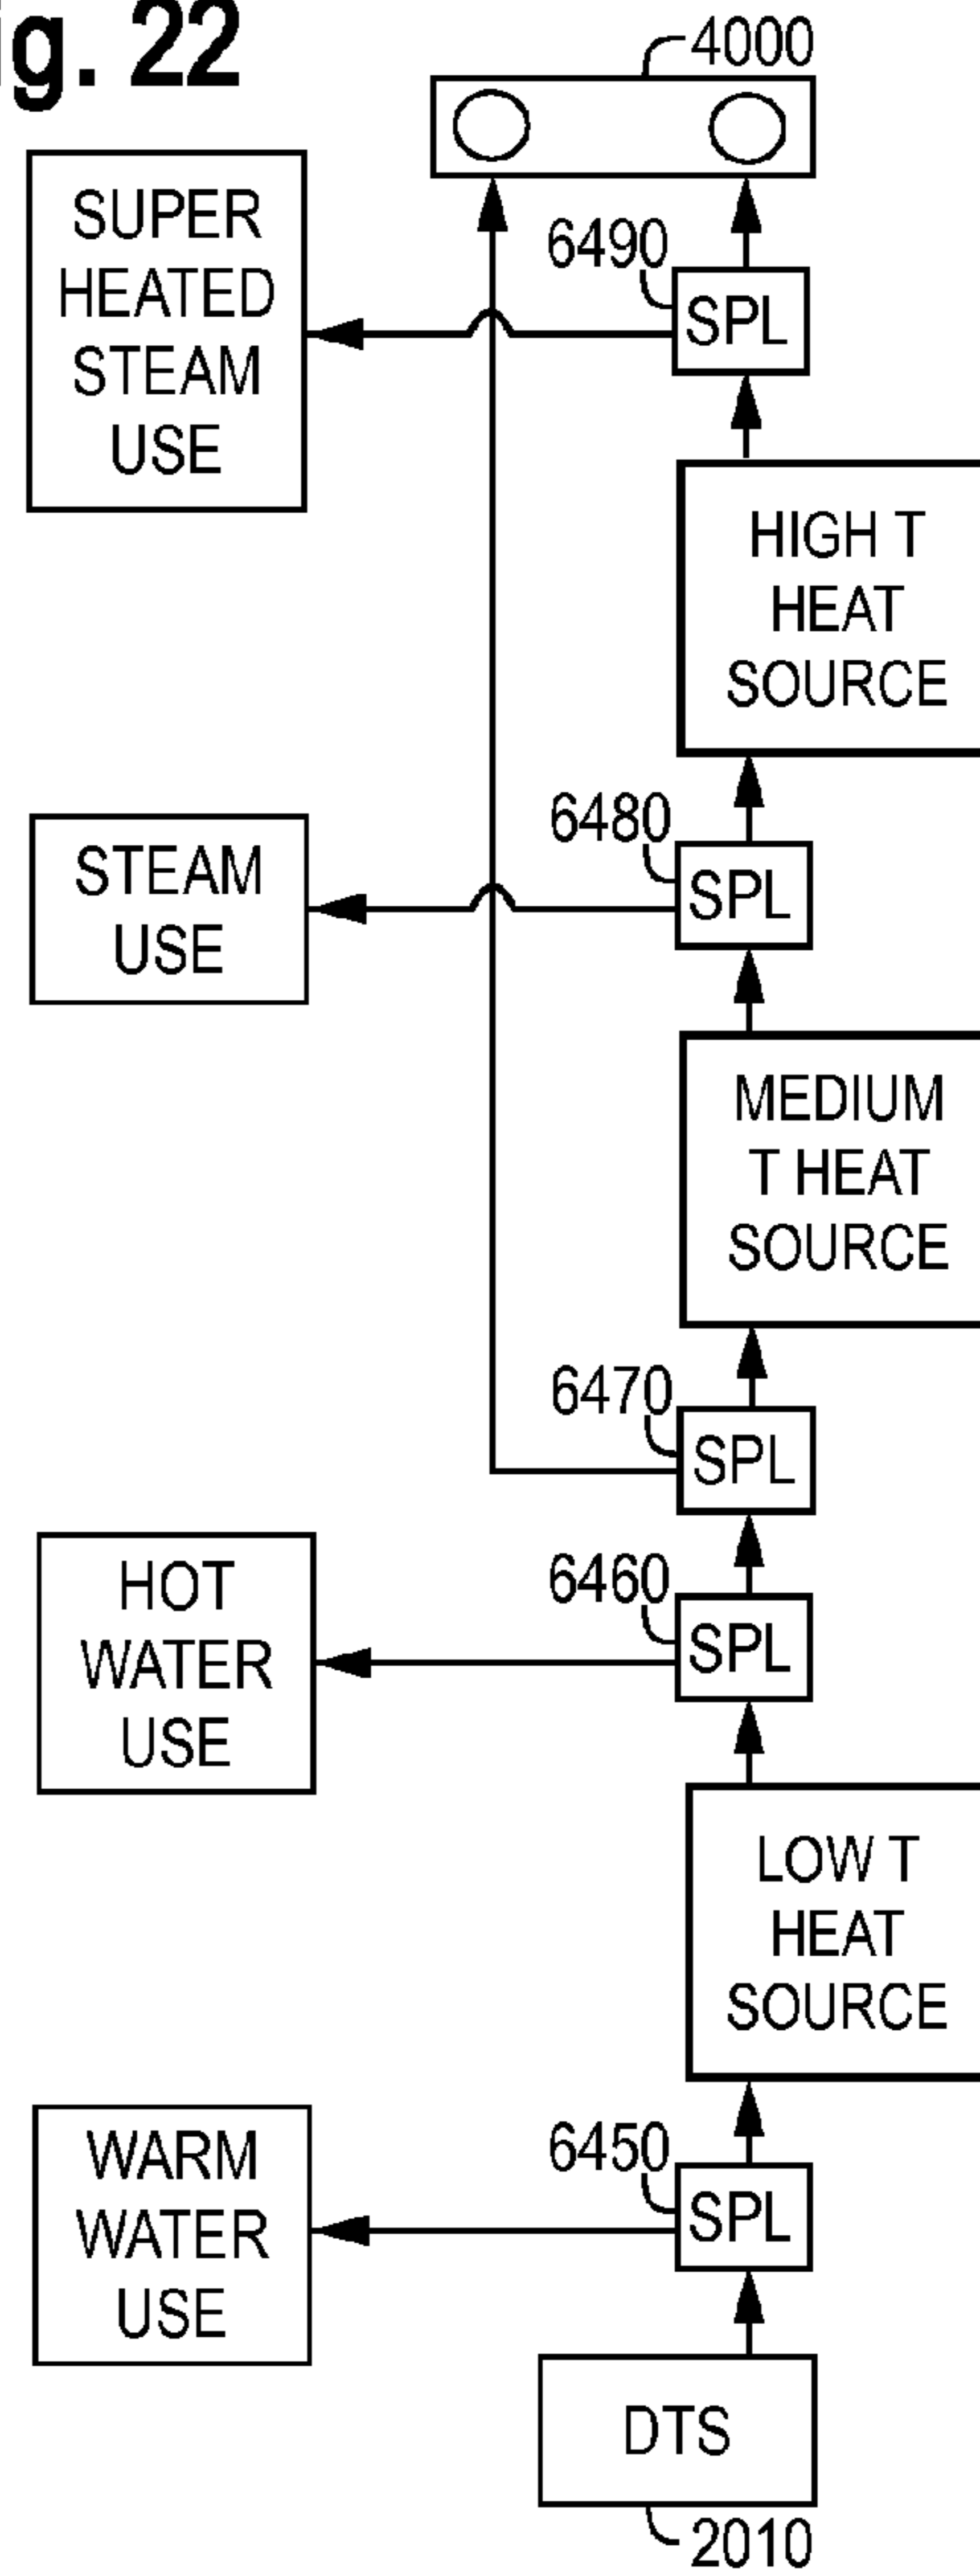 ig. 22
4000
SUPER
HEATED
STEAM
USE
6490
SPL
HIGH T
HEAT
SOURCE
6480
STEAM
USE
SPL
MEDIUM
T HEAT
SOURCE
6470
SPL
HOT
WATER
USE
6460
SPL
LOW T
HEAT
SOURCE
WARM
WATER
USE
6450
SPL
DTS
2010